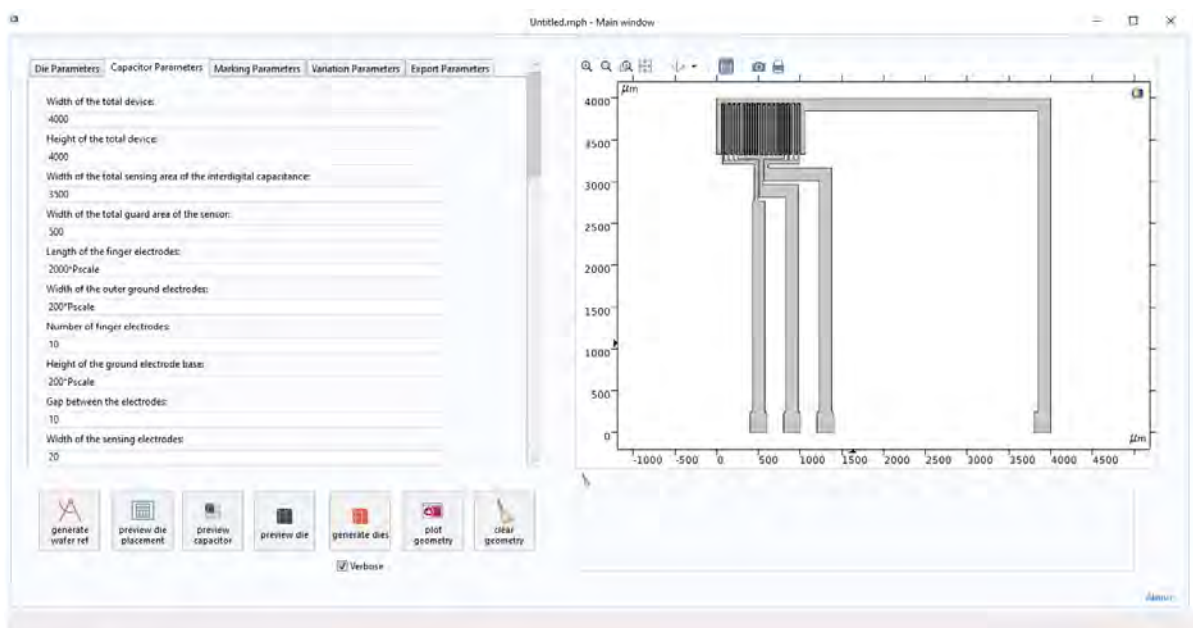 Untitled.mph - Main window
Die Parameters Capacitor Parameters Marking Parameters Variation Parameters Export Parameters
Width of the total device:
4000
Height of the total device:
4000
Width of the total sensing area of the interdigital capacitance:
3500
Width of the total guard area of the sensor:
500
Length of the finger electrodes:
2000*Pscale
Width of the outer ground electrodes:
200*Pscale
Number of finger electrodes:
10
Height of the ground electrode base:
200*Pscale
Gap between the electrodes:
10
Width of the sensing electrodes:
20
generate wafer ref
preview die placement
preview capacitor
preview die
generate dies
plot geometry
clear geometry
Verbose
µm
4000
3500
3000
2500
2000
1500
1000
500
0
µm
-1000 -500 0 500 1000 1500 2000 2500 3000 3500 4000 4500